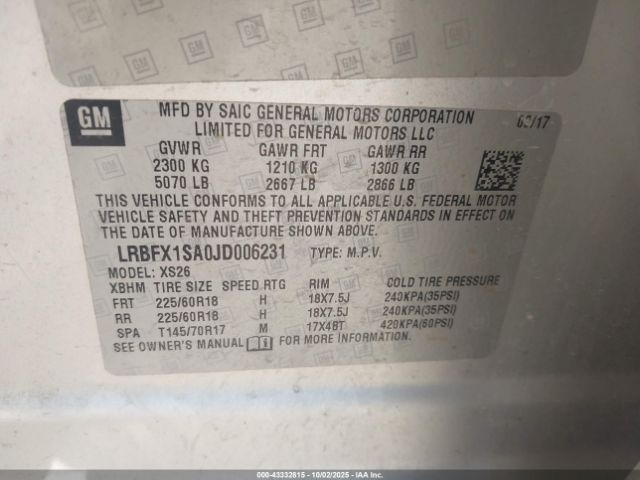 GM
MFD BY SAIC GENERAL MOTORS CORPORATION
LIMITED FOR GENERAL MOTORS LLC
GVWR GAWR FRT GAWR RR
2300 KG 1210 KG 1300 KG
5070 LB 2667 LB 2866 LB
THIS VEHICLE CONFORMS TO ALL APPLICABLE U.S. FEDERAL MOTOR
VEHICLE SAFETY AND THEFT PREVENTION STANDARDS IN EFFECT ON
THE DATE OF MANUFACTURE SHOWN ABOVE.
LRBFX1SA0JD006231 TYPE: M.P.V.
MODEL: XS26
XBHM TIRE SIZE SPEED RTG RIM COLD TIRE PRESSURE
FRT 225/60R18 H 18X7.5J 240KPA(35PSI)
RR 225/60R18 H 18X7.5J 240KPA(35PSI)
SPA T145/70R17 M 17X4BT 420KPA(60PSI)
SEE OWNER'S MANUAL FOR MORE INFORMATION.
000-43332615 - 10/02/2025 - IAA Inc.